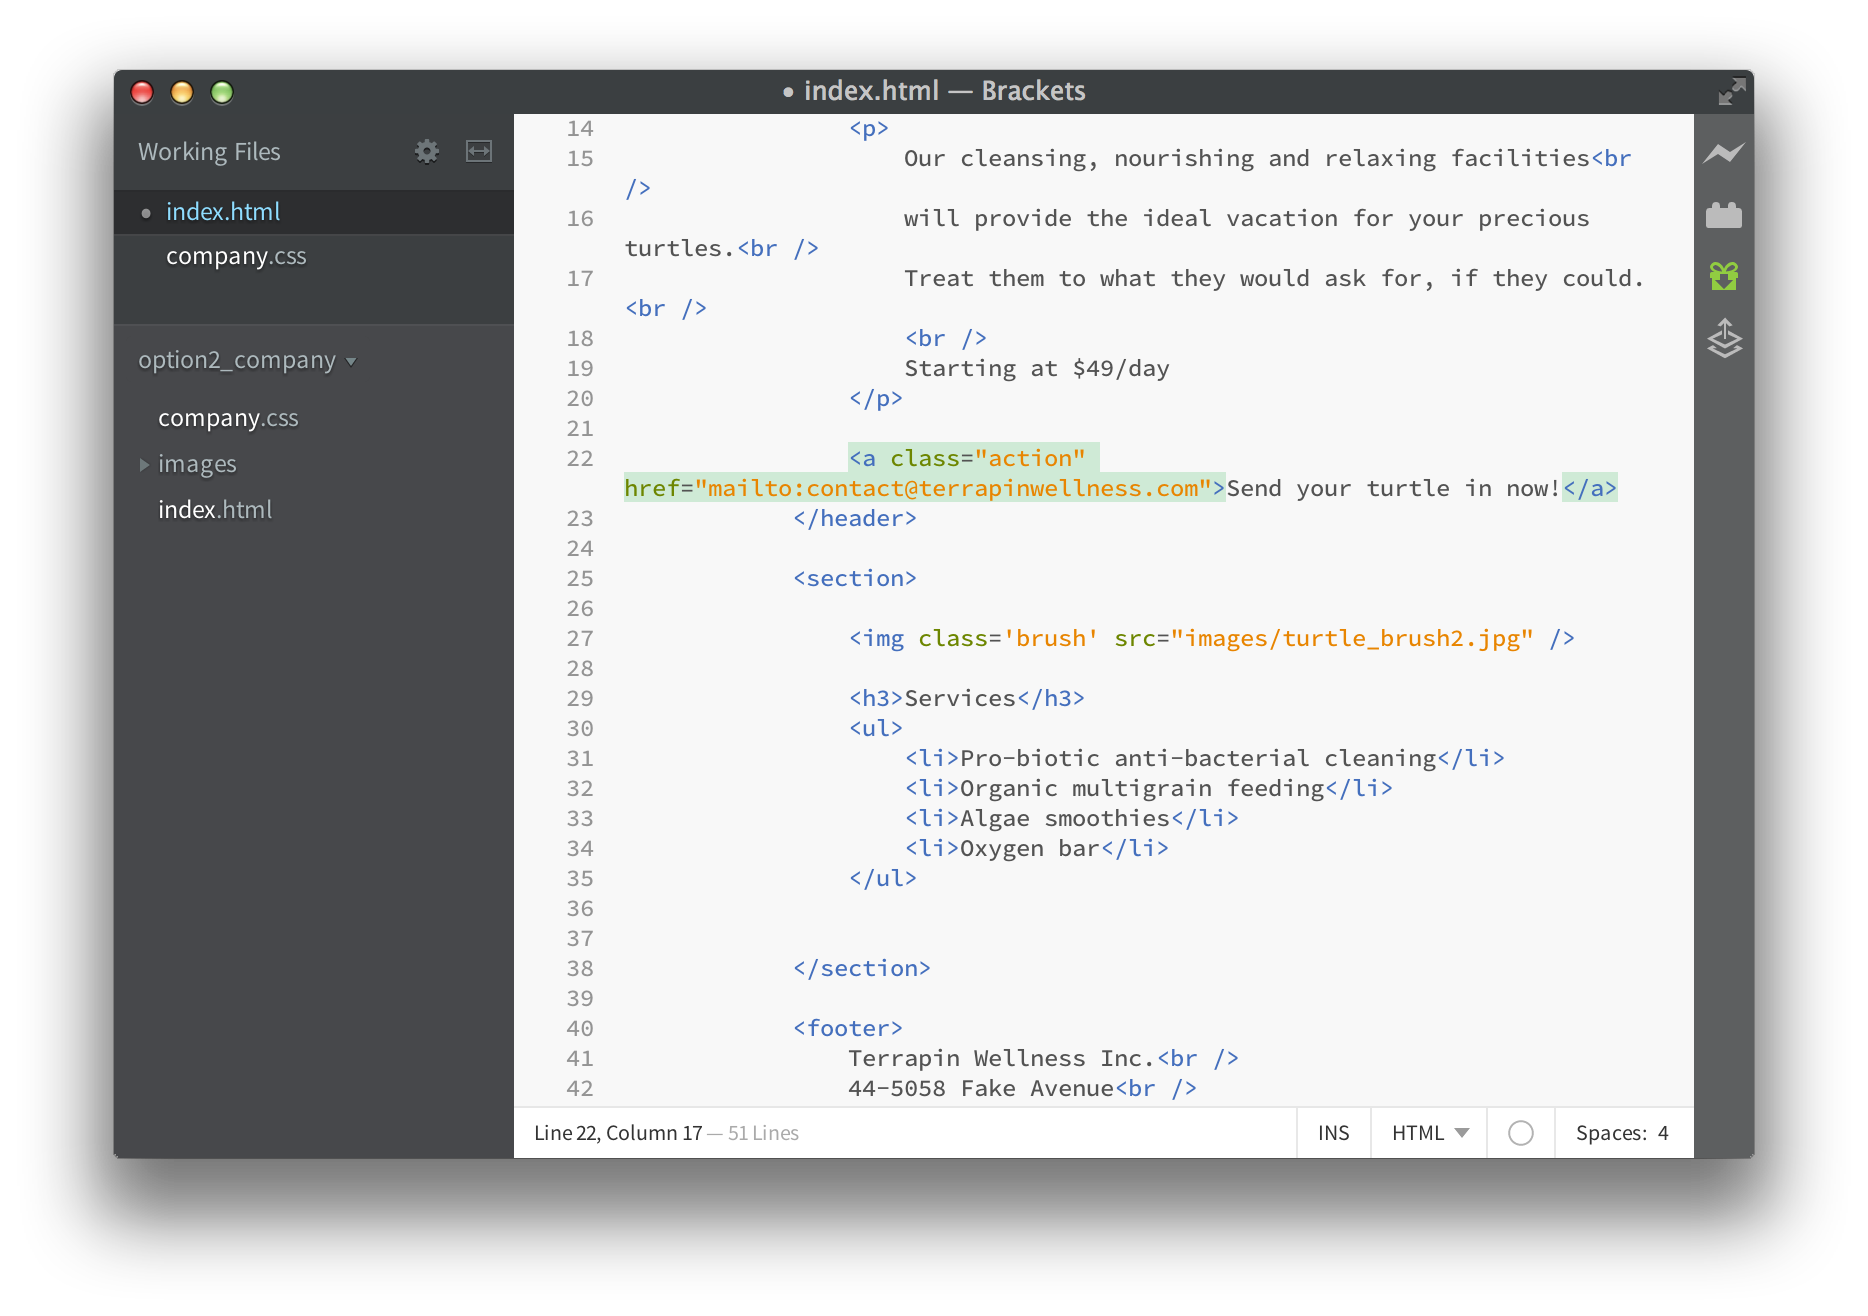 • index.html — Brackets
Working Files
• index.html
company.css
option2_company
company.css
images
index.html
14 <p>
15 Our cleansing, nourishing and relaxing facilities<br
/>
16 will provide the ideal vacation for your precious
turtles.<br />
17 Treat them to what they would ask for, if they could.
<br />
18 <br />
19 Starting at $49/day
20 </p>
21
22 <a class="action"
href="mailto:contact@terrapinwellness.com">Send your turtle in now!</a>
23 </header>
24
25 <section>
26
27 <img class='brush' src="images/turtle_brush2.jpg" />
28
29 <h3>Services</h3>
30 <ul>
31 <li>Pro-biotic anti-bacterial cleaning</li>
32 <li>Organic multigrain feeding</li>
33 <li>Algae smoothies</li>
34 <li>Oxygen bar</li>
35 </ul>
36
37
38 </section>
39
40 <footer>
41 Terrapin Wellness Inc.<br />
42 44-5058 Fake Avenue<br />
Line 22, Column 17 — 51 Lines
INS
HTML
Spaces: 4